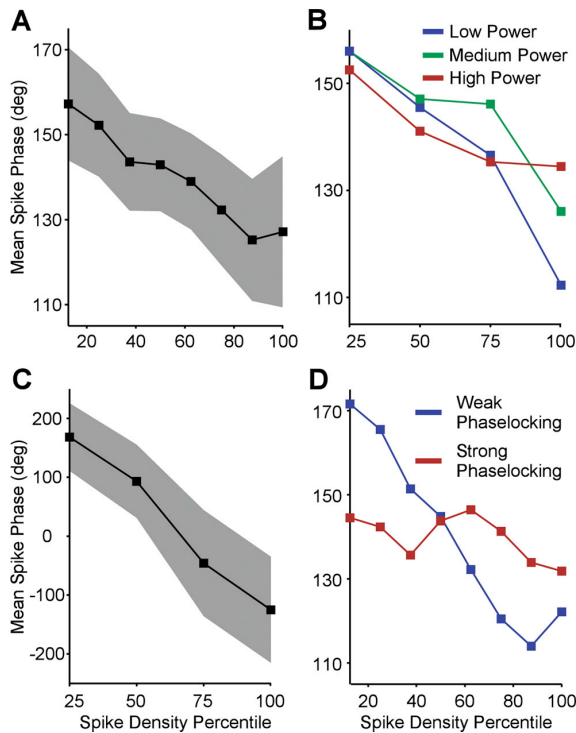 A
170
150
130
110
Mean Spike Phase (deg)
20 40 60 80 100
B
Low Power
Medium Power
High Power
150
130
110
25 50 75 100
C
200
100
0
-100
-200
Mean Spike Phase (deg)
25 50 75 100
Spike Density Percentile
D
Weak
Phaselocking
Strong
Phaselocking
170
150
130
110
20 40 60 80 100
Spike Density Percentile